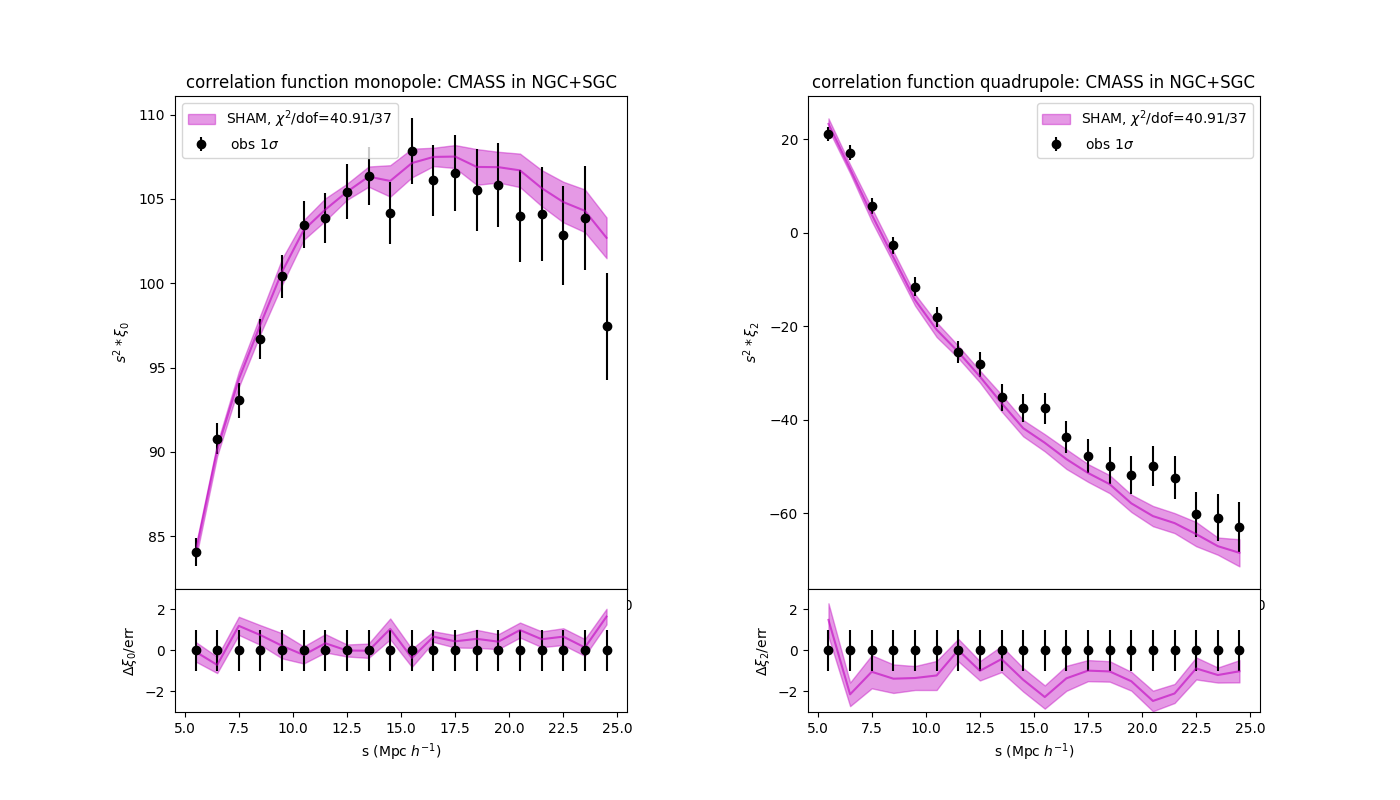 correlation function monopole: CMASS in NGC+SGC
SHAM, χ²/dof=40.91/37
obs 1σ
110
105
100
95
90
85
s² * ξ₀
0
2
0
−2
Δξ₀/err
5.0 7.5 10.0 12.5 15.0 17.5 20.0 22.5 25.0
s (Mpc h⁻¹)
correlation function quadrupole: CMASS in NGC+SGC
SHAM, χ²/dof=40.91/37
obs 1σ
20
0
−20
−40
−60
s² * ξ₂
0
2
0
−2
Δξ₂/err
5.0 7.5 10.0 12.5 15.0 17.5 20.0 22.5 25.0
s (Mpc h⁻¹)